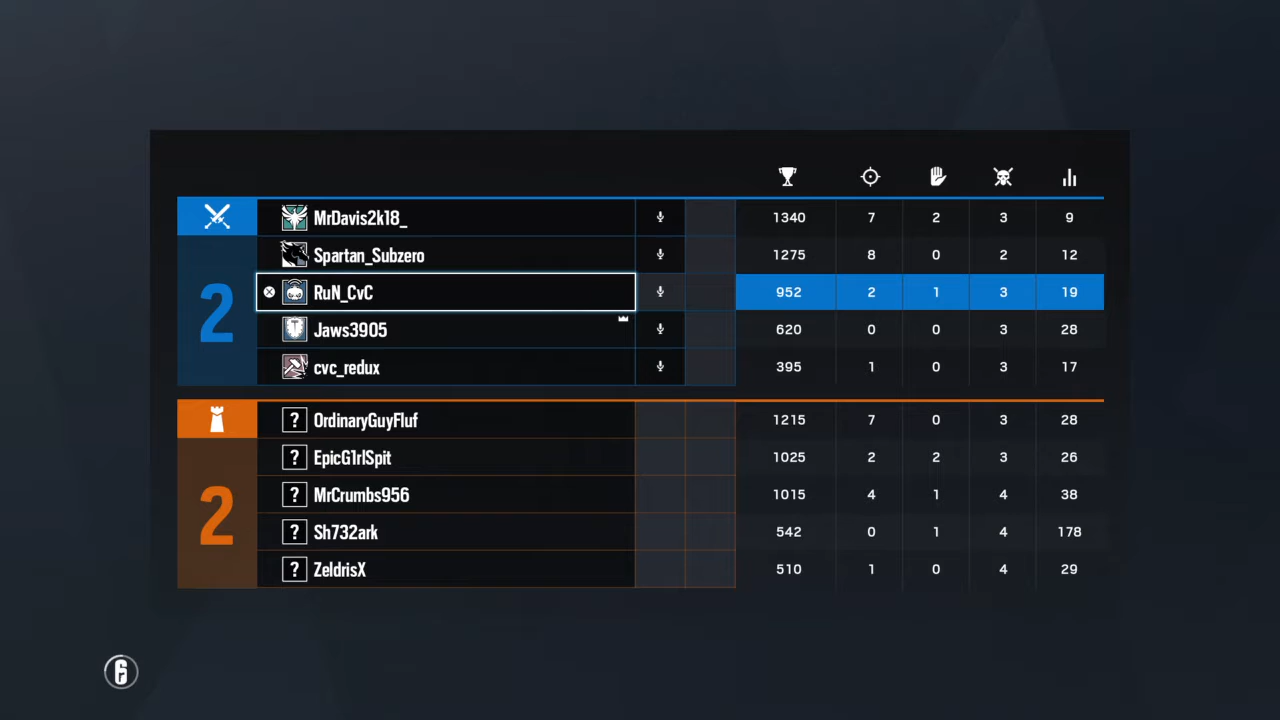 MrDavis2k18_ 1340 7 2 3 9
Spartan_Subzero 1275 8 0 2 12
2
RuN_CvC 952 2 1 3 19
Jaws3905 620 0 0 3 28
cvc_redux 395 1 0 3 17
? OrdinaryGuyFluf 1215 7 0 3 28
? EpicG1rlSpit 1025 2 2 3 26
2
? MrCrumbs956 1015 4 1 4 38
? Sh732ark 542 0 1 4 178
? ZeldrisX 510 1 0 4 29
6